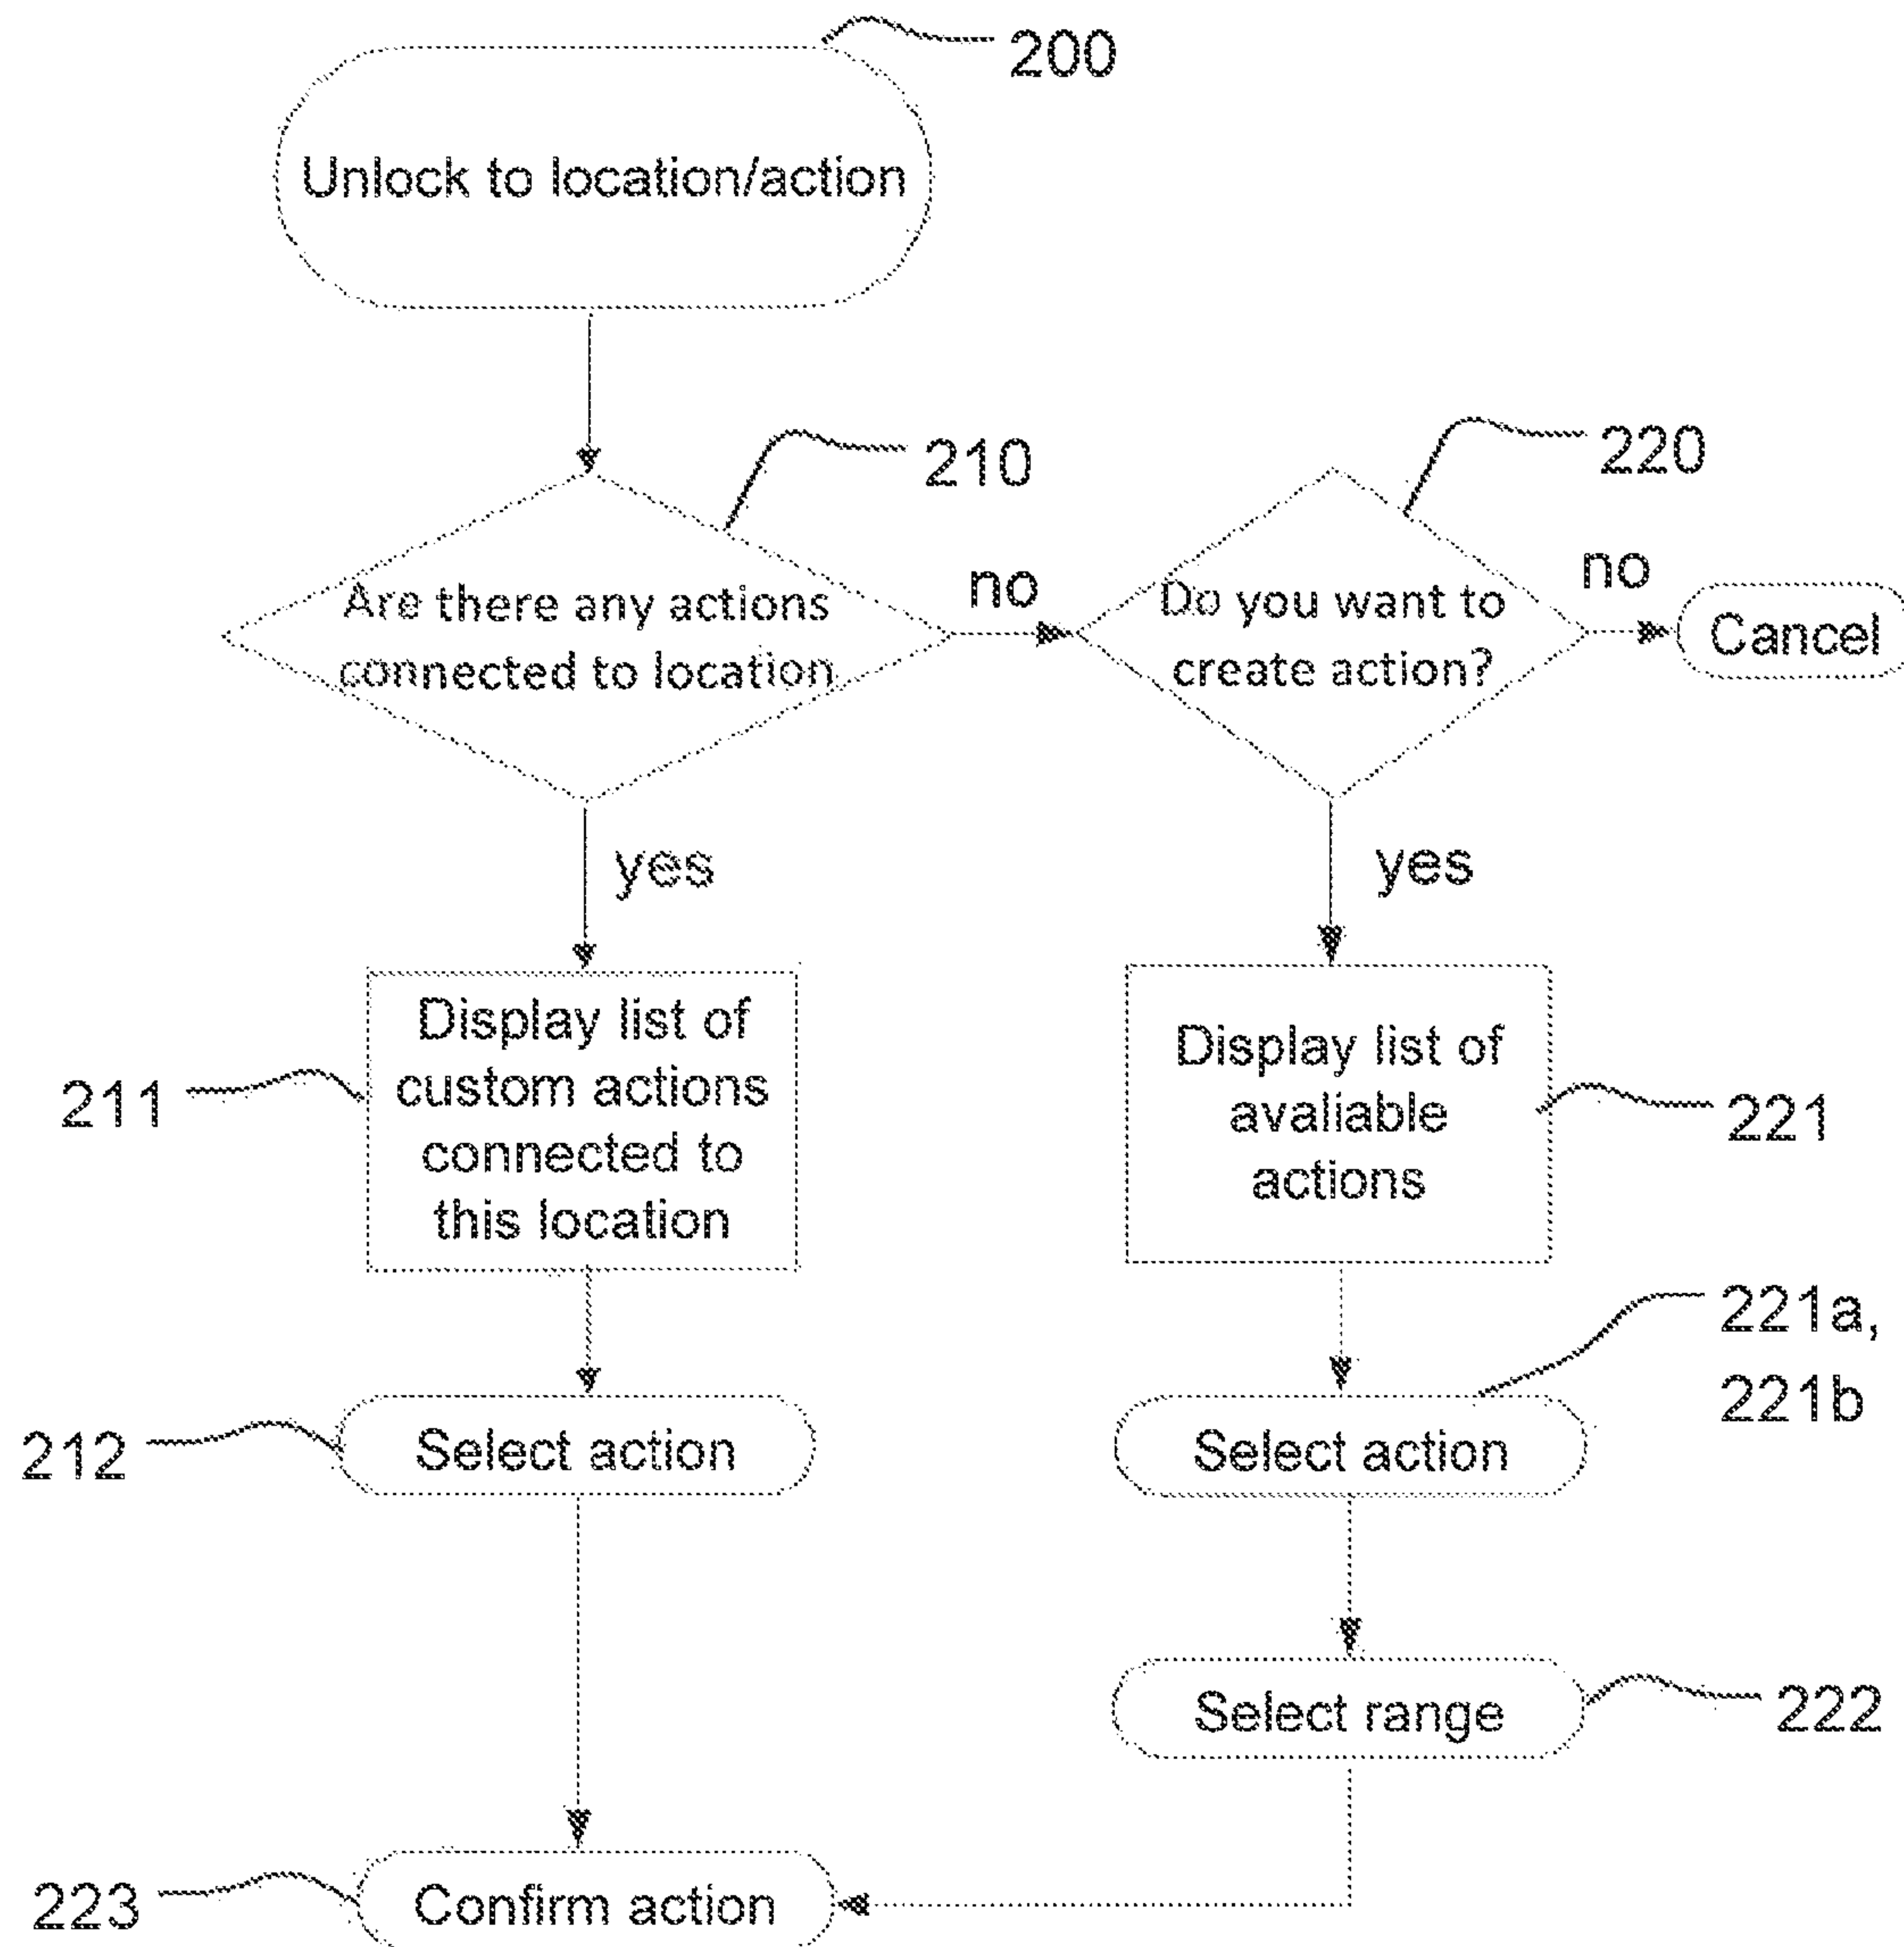 200
Unlock to location/action
210
220
Are there any actions
connected to location
no
Do you want to
create action?
no
Cancel
yes
yes
211
Display list of
custom actions
connected to
this location
Display list of
avaliable
actions
221
221a,
221b
212
Select action
Select action
Select range
222
223
Confirm action